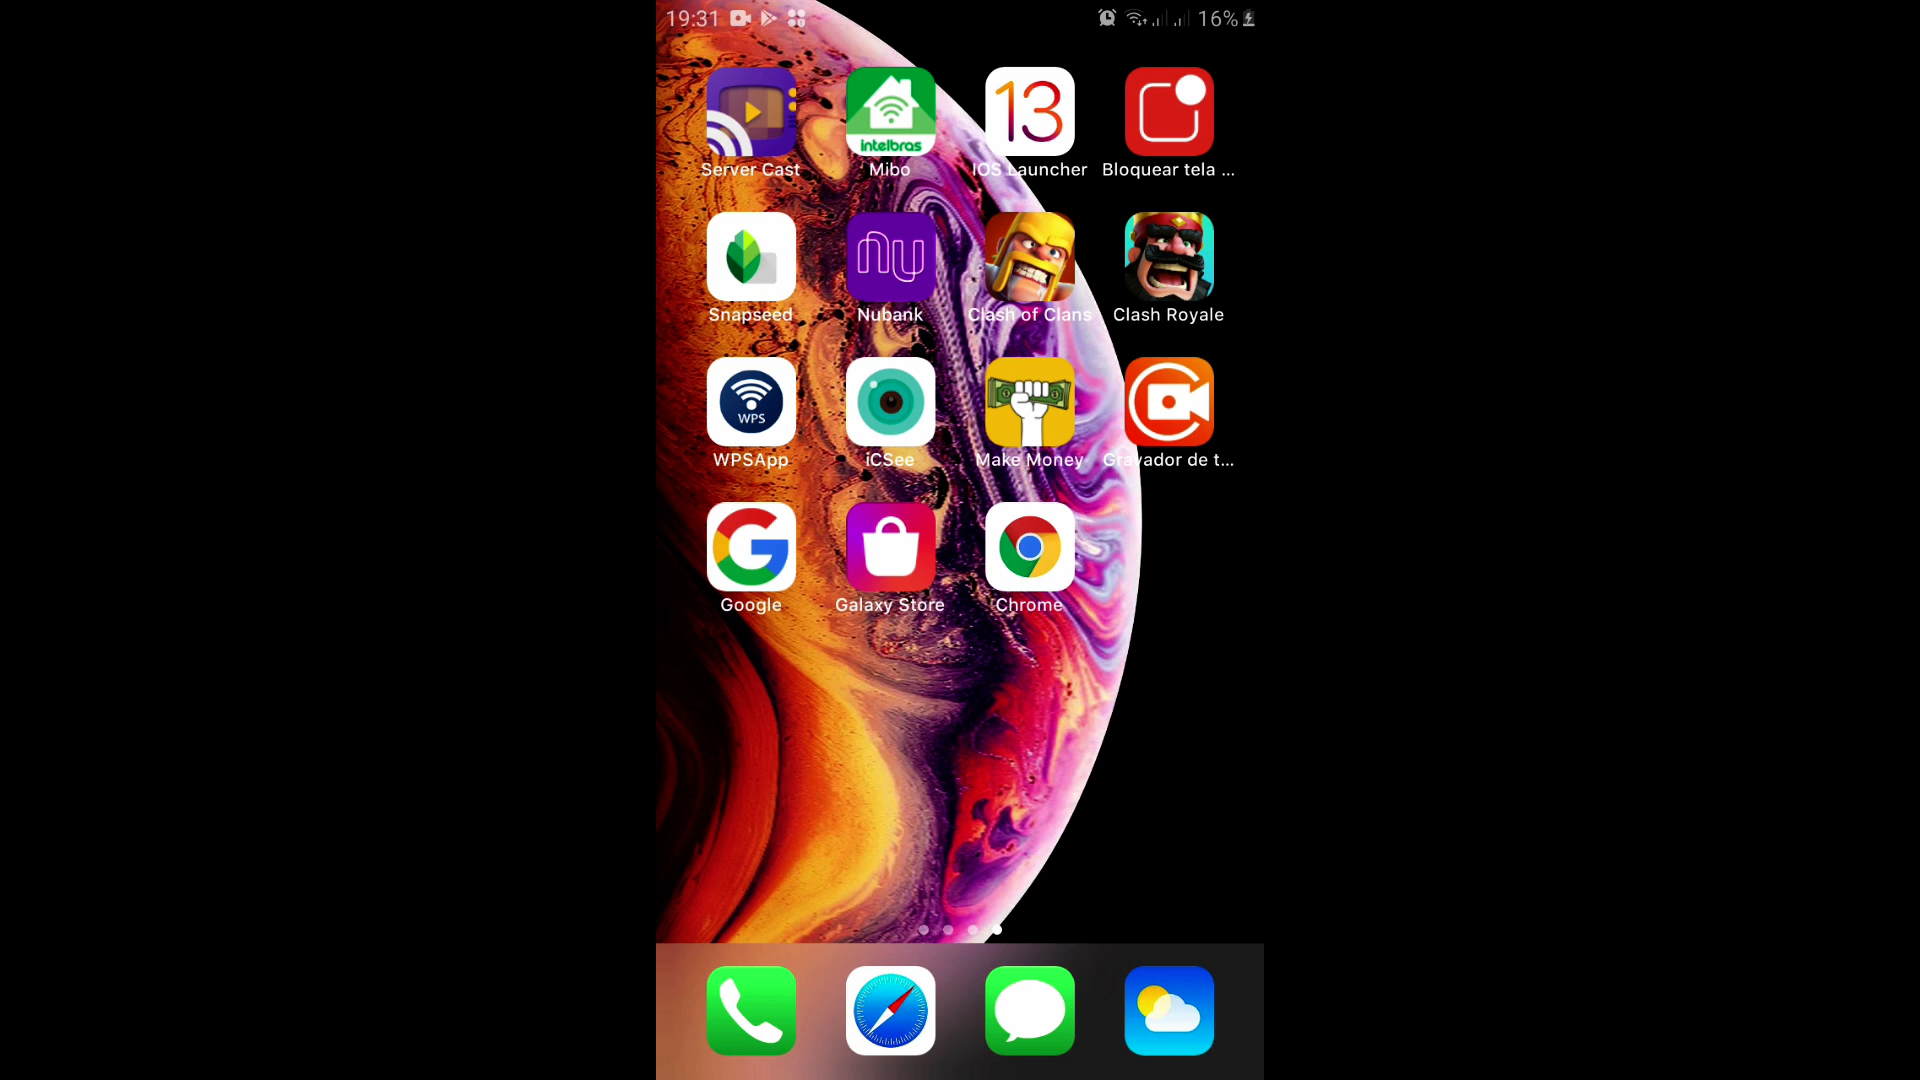 19:31 16%
intelbras 13
Server Cast Mibo IOS Launcher Bloquear tela ...
nu
Snapseed Nubank Clash of Clans Clash Royale
WPS
WPSApp iCSee Make Money Gravador de t...
G
Google Galaxy Store Chrome